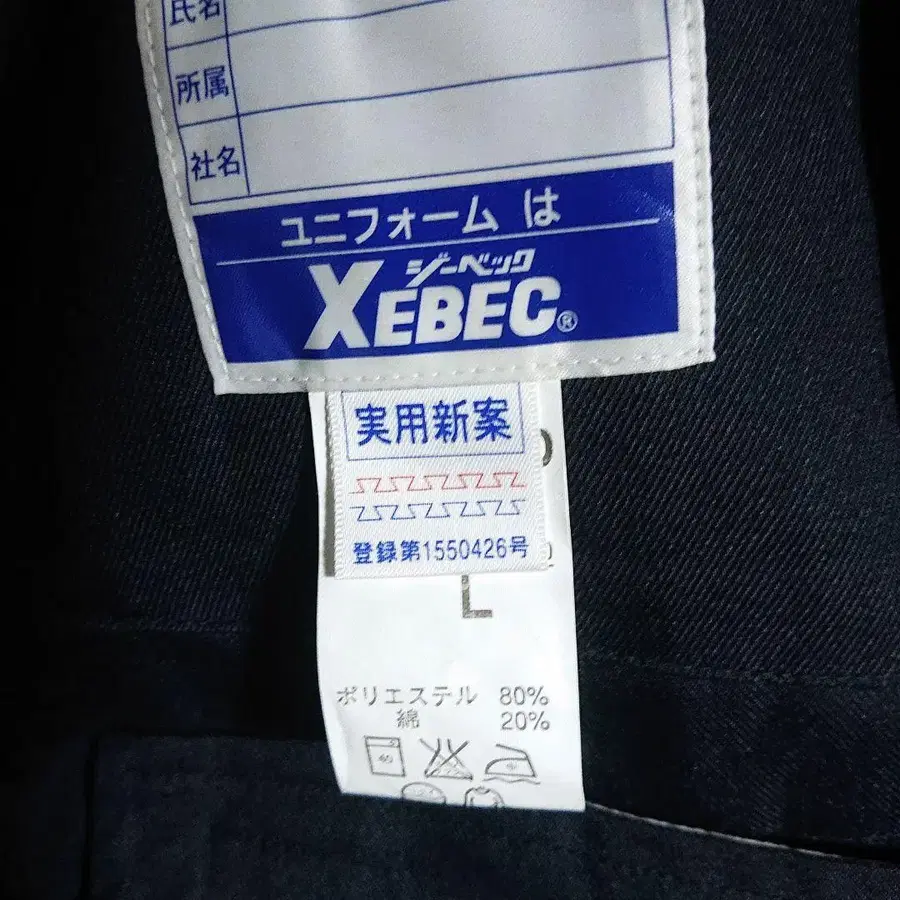 氏名
所属
社名
ユニフォーム は
ジーベック
XEBEC®
実用新案
登録第1550426号
L
ポリエステル 80%
綿 20%
40